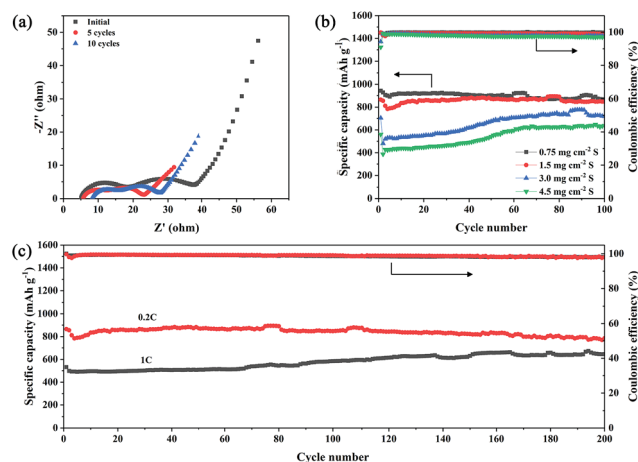 (a)
Initial
5 cycles
10 cycles
-Z'' (ohm)
50
40
30
20
10
0
0 10 20 30 40 50 60
Z' (ohm)
(b)
Specific capacity (mAh g⁻¹)
1600
1400
1200
1000
800
600
400
200
0
0 20 40 60 80 100
Cycle number
100
80
60
40
20
0
Coulombic efficiency (%)
0.75 mg cm⁻² S
1.5 mg cm⁻² S
3.0 mg cm⁻² S
4.5 mg cm⁻² S
(c)
Specific capacity (mAh g⁻¹)
1600
1400
1200
1000
800
600
400
200
0
0.2C
1C
0 20 40 60 80 100 120 140 160 180 200
Cycle number
100
80
60
40
20
0
Coulombic efficiency (%)